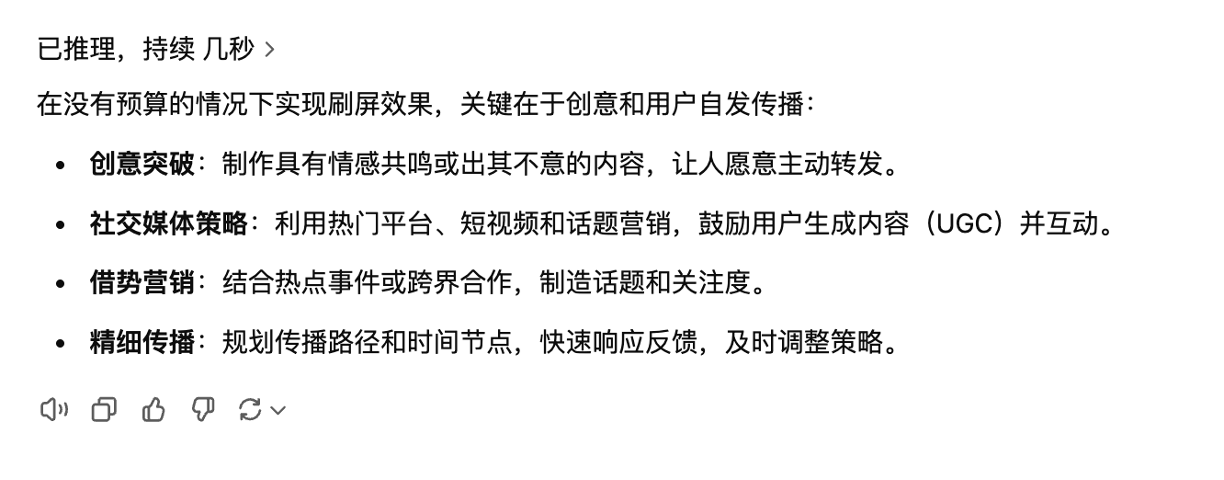 已推理，持续 几秒 >
在没有预算的情况下实现刷屏效果，关键在于创意和用户自发传播：
• 创意突破：制作具有情感共鸣或出其不意的内容，让人愿意主动转发。
• 社交媒体策略：利用热门平台、短视频和话题营销，鼓励用户生成内容（UGC）并互动。
• 借势营销：结合热点事件或跨界合作，制造话题和关注度。
• 精细传播：规划传播路径和时间节点，快速响应反馈，及时调整策略。